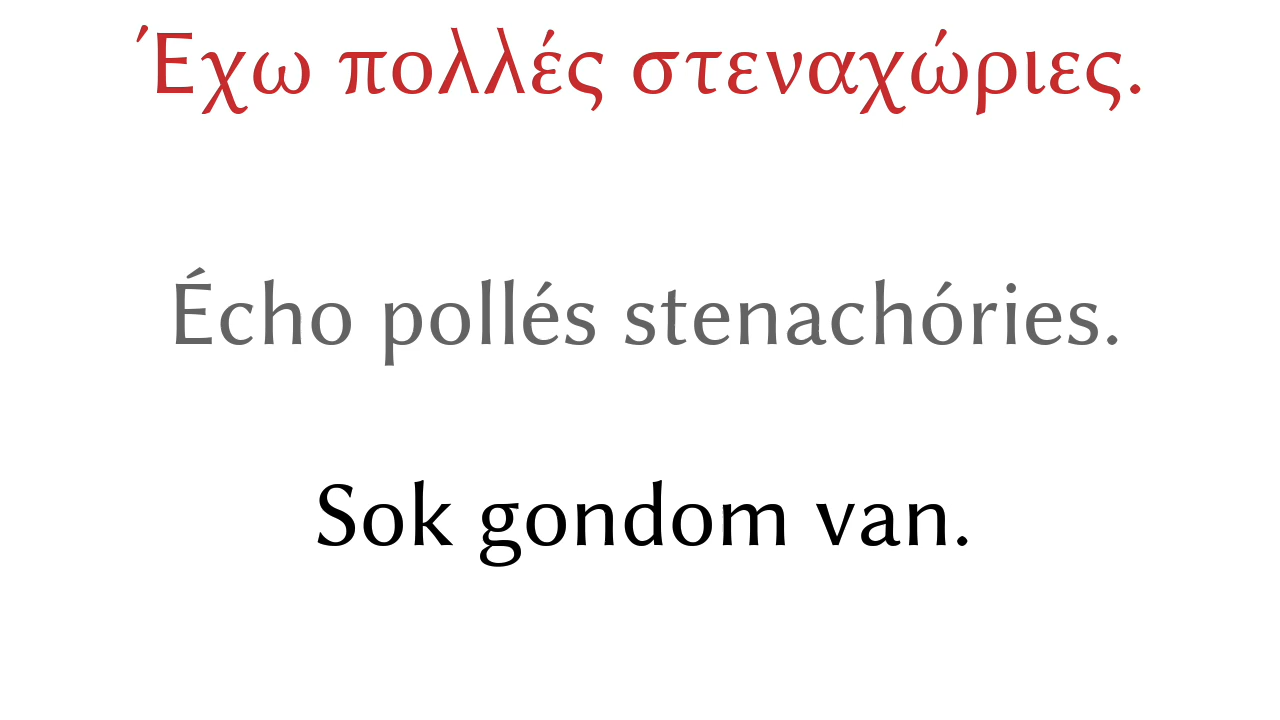 Έχω πολλές στεναχώριες.
Écho pollés stenachóries.
Sok gondom van.